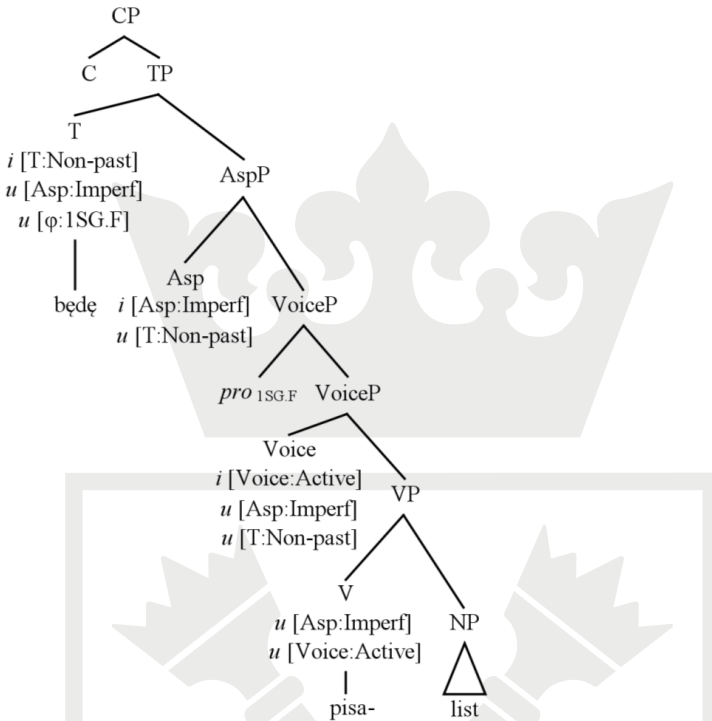 CP
C TP
T
i [T:Non-past]
u [Asp:Imperf]
u [φ:1SG.F]
AspP
Asp
będę i [Asp:Imperf] VoiceP
u [T:Non-past]
pro 1SG.F VoiceP
Voice
i [Voice:Active]
u [Asp:Imperf]
u [T:Non-past]
VP
V
u [Asp:Imperf]
u [Voice:Active]
NP
pisa- list